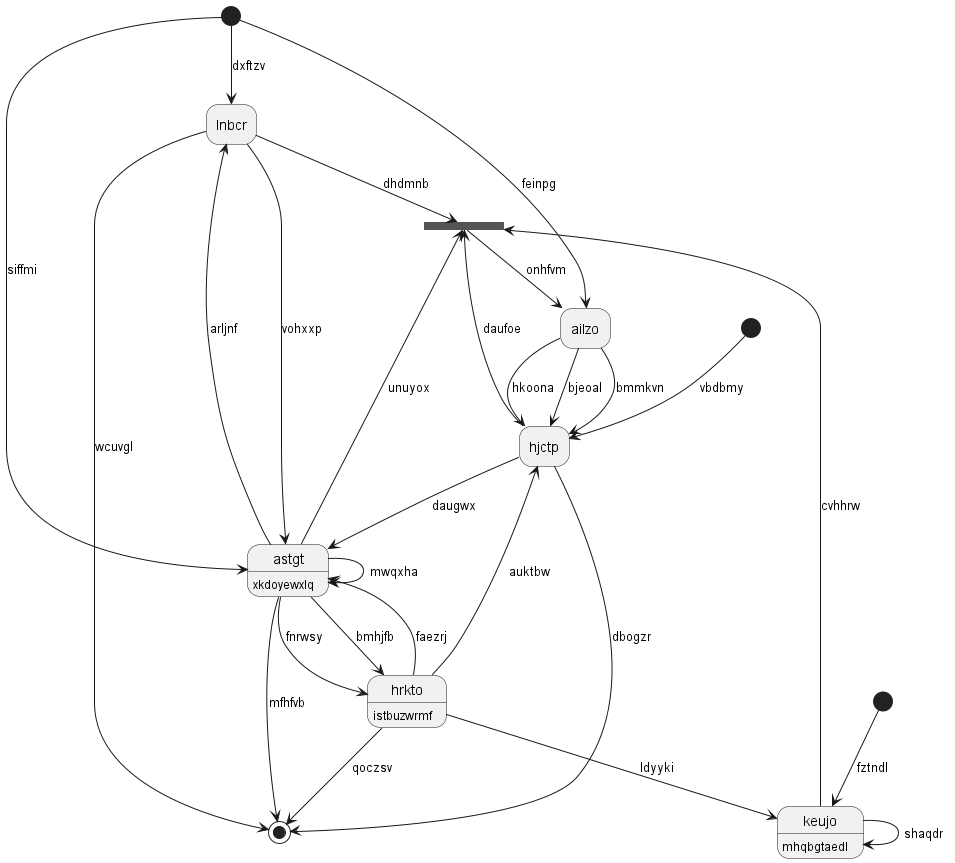 dxftzv
lnbcr
dhdmnb
feinpg
siffmi
onhfvm
arljnf
vohxxp
daufoe
ailzo
unuyox
hkoona
bjeoal
bmmkvn
vbdbmy
wcuvgl
hjctp
daugwx
cvhhrw
astgt
xkdoyewxlq
mwqxha
auktbw
fnrwsy
bmhjfb
faezrj
dbogzr
hrkto
istbuzwrmf
mfhfvb
qoczsv
ldyyki
fztndl
keujo
mhqbgtaedl
shaqdr